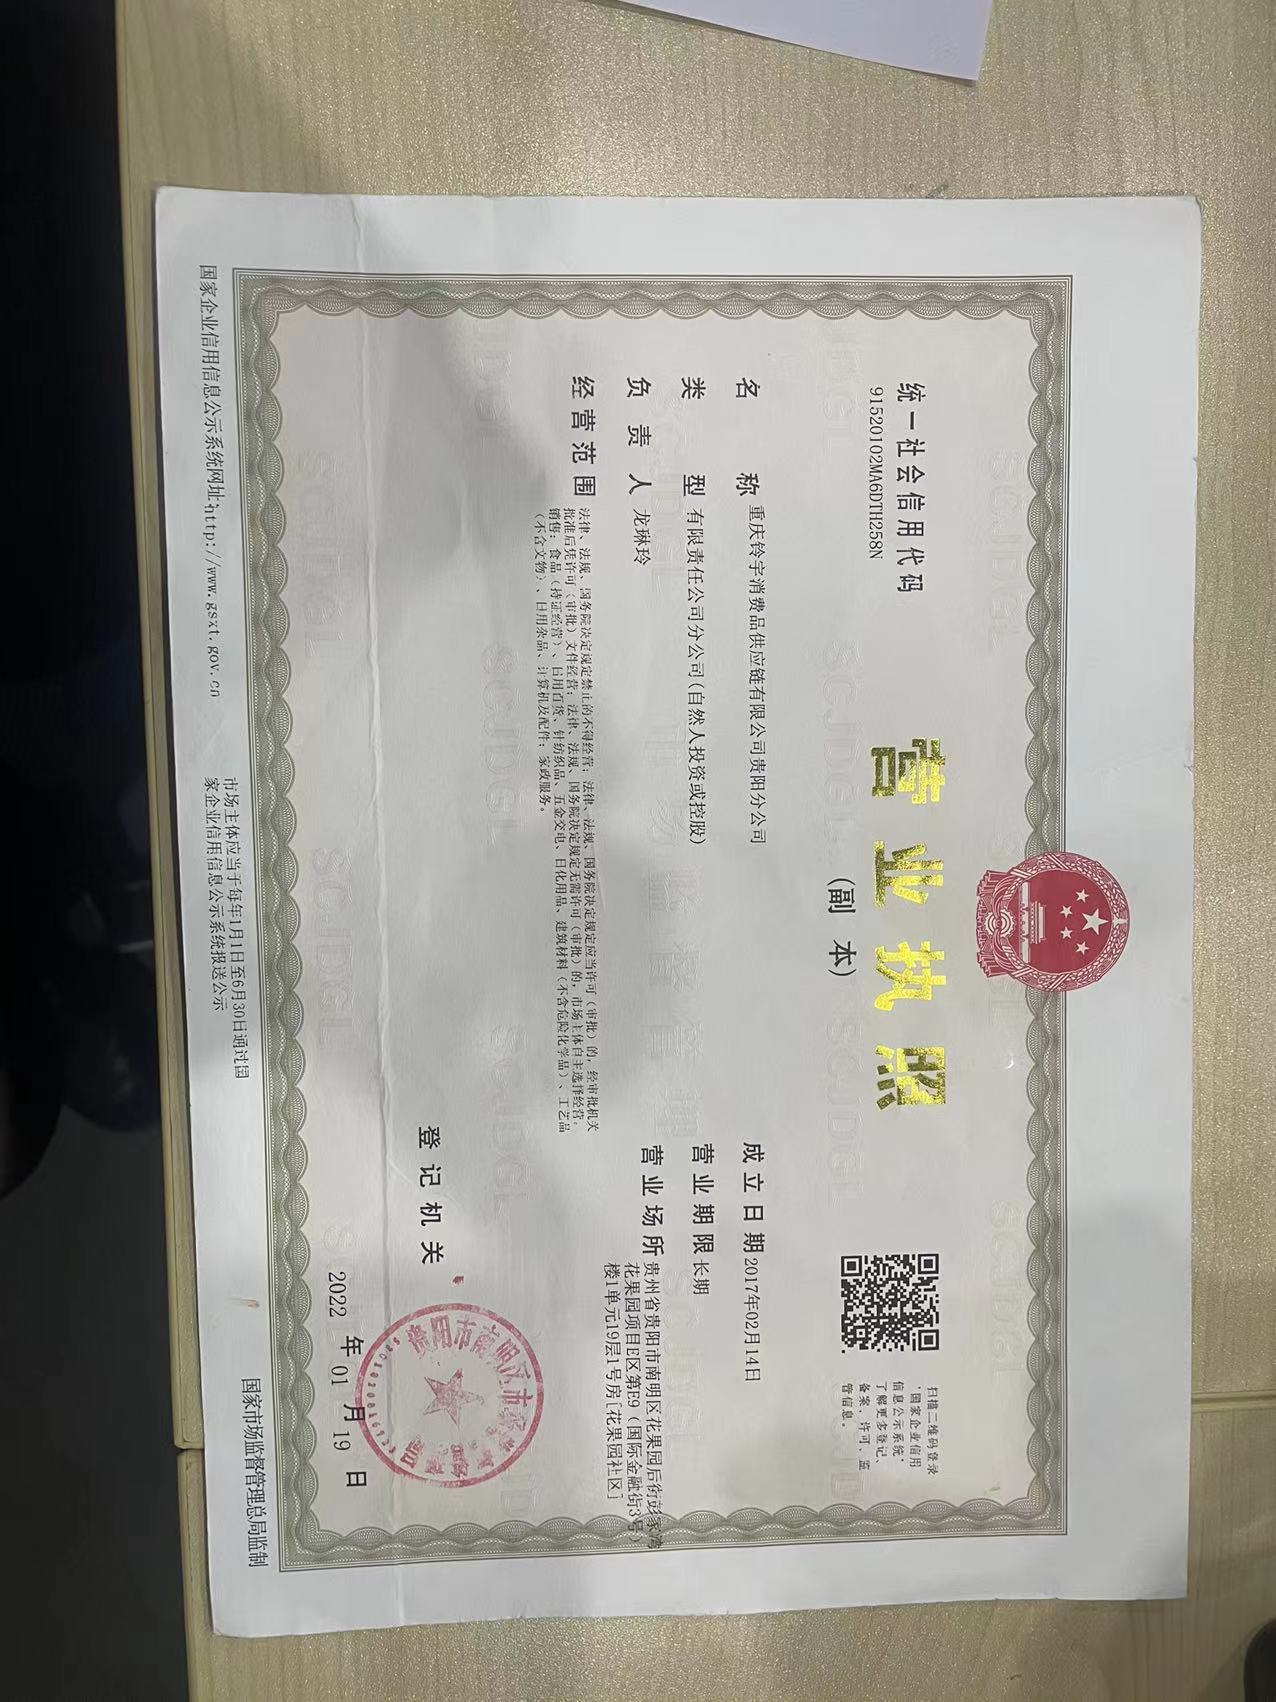 统一社会信用代码
91520102MA6DTH258N
营业执照
(副 本)
扫描二维码登录
'国家企业信用
信息公示系统'
了解更多登记、
备案、许可、监
管信息。
名 称 重庆铃宇消费品供应链有限公司贵阳分公司
类 型 有限责任公司分公司(自然人投资或控股)
负 责 人 龙琳玲
经 营 范 围 法律、法规、国务院决定规定禁止的不得经营;法律、法规、国务院决定规定应当许可(审批)的,经审批机关
批准后凭许可(审批)文件经营;法律、法规、国务院决定规定无需许可(审批)的,市场主体自主选择经营。
销售:食品(持证经营)、日用百货、针纺织品、五金交电、日化用品、建筑材料(不含危险化学品)、工艺品
(不含文物)、日用杂品、计算机及配件;家政服务。
成 立 日 期 2017年02月14日
营 业 期 限 长期
营 业 场 所 贵州省贵阳市南明区花果园后街彭家湾
花果园项目E区第E9(国际金融街3号
楼1单元19层1号房[花果园社区]
登 记 机 关
贵阳市南明区市场
2022 年 01 月 19 日
国家企业信用信息公示系统网址:http://www.gsxt.gov.cn
市场主体应当于每年1月1日至6月30日通过国
家企业信用信息公示系统报送公示
国家市场监督管理总局监制